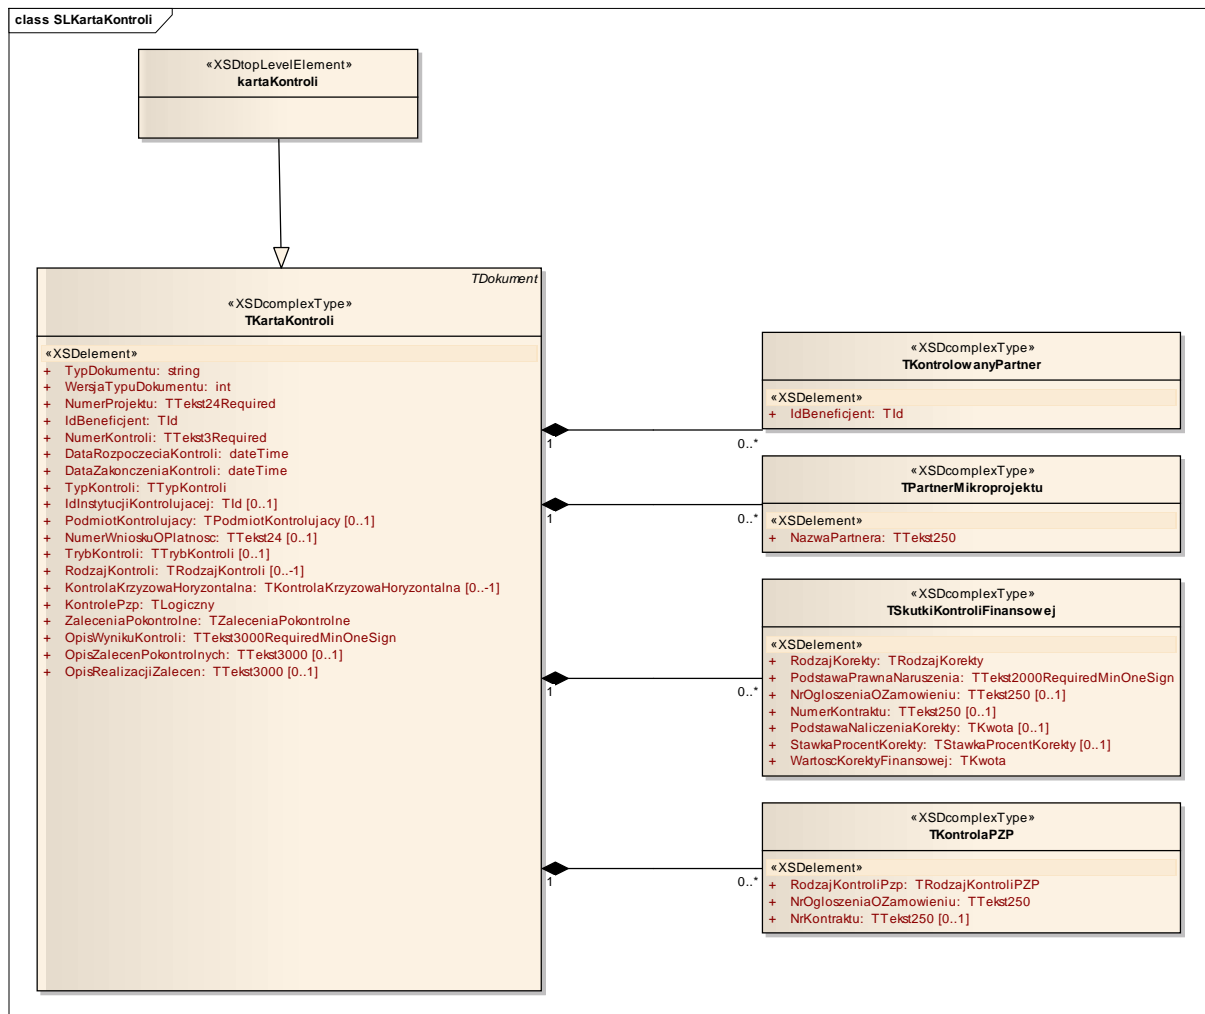 class SLKartaKontroli
«XSDtopLevelElement»
kartaKontroli
TDokument
«XSDcomplexType»
TKartaKontroli
«XSDelement»
+ TypDokumentu: string
+ WersjaTypuDokumentu: int
+ NumerProjektu: TTekst24Required
+ IdBeneficjent: TId
+ NumerKontroli: TTekst3Required
+ DataRozpoczeciaKontroli: dateTime
+ DataZakonczeniaKontroli: dateTime
+ TypKontroli: TTypKontroli
+ IdInstytucjiKontrolujacej: TId [0..1]
+ PodmiotKontrolujacy: TPodmiotKontrolujacy [0..1]
+ NumerWnioskuOPlatnosc: TTekst24 [0..1]
+ TrybKontroli: TTrybKontroli [0..1]
+ RodzajKontroli: TRodzajKontroli [0..-1]
+ KontrolaKrzyzowaHoryzontalna: TKontrolaKrzyzowaHoryzontalna [0..-1]
+ KontrolePzp: TLogiczny
+ ZaleceniaPokontrolne: TZaleceniaPokontrolne
+ OpisWynikuKontroli: TTekst3000RequiredMinOneSign
+ OpisZalecenPokontrolnych: TTekst3000 [0..1]
+ OpisRealizacjiZalecen: TTekst3000 [0..1]
1 0..*
«XSDcomplexType»
TKontrolowanyPartner
«XSDelement»
+ IdBeneficjent: TId
1 0..*
«XSDcomplexType»
TPartnerMikroprojektu
«XSDelement»
+ NazwaPartnera: TTekst250
1 0..*
«XSDcomplexType»
TSkutkiKontroliFinansowej
«XSDelement»
+ RodzajKorekty: TRodzajKorekty
+ PodstawaPrawnaNaruszenia: TTekst2000RequiredMinOneSign
+ NrOgloszeniaOZamowieniu: TTekst250 [0..1]
+ NumerKontraktu: TTekst250 [0..1]
+ PodstawaNaliczeniaKorekty: TKwota [0..1]
+ StawkaProcentKorekty: TStawkaProcentKorekty [0..1]
+ WartoscKorektyFinansowej: TKwota
1 0..*
«XSDcomplexType»
TKontrolaPZP
«XSDelement»
+ RodzajKontroliPzp: TRodzajKontroliPZP
+ NrOgloszeniaOZamowieniu: TTekst250
+ NrKontraktu: TTekst250 [0..1]